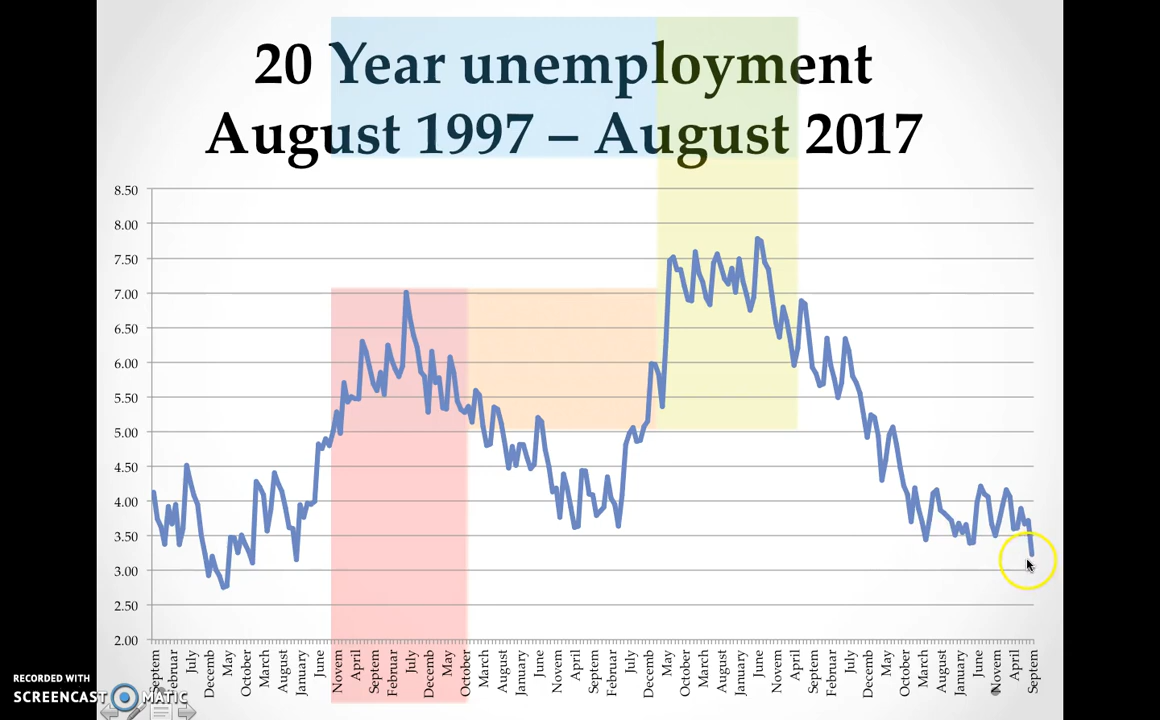 20 Year unemployment
August 1997 – August 2017
8.50
8.00
7.50
7.00
6.50
6.00
5.50
5.00
4.50
4.00
3.50
3.00
2.50
2.00
Septem
Februar
July
Decemb
May
October
March
August
January
June
Novem
April
Septem
Februar
July
Decemb
May
October
March
August
January
June
Novem
April
Septem
Februar
July
Decemb
May
October
March
August
January
June
Novem
April
Septem
Februar
July
Decemb
May
October
March
August
January
June
Novem
April
Septem
RECORDED WITH
SCREENCAST MATIC